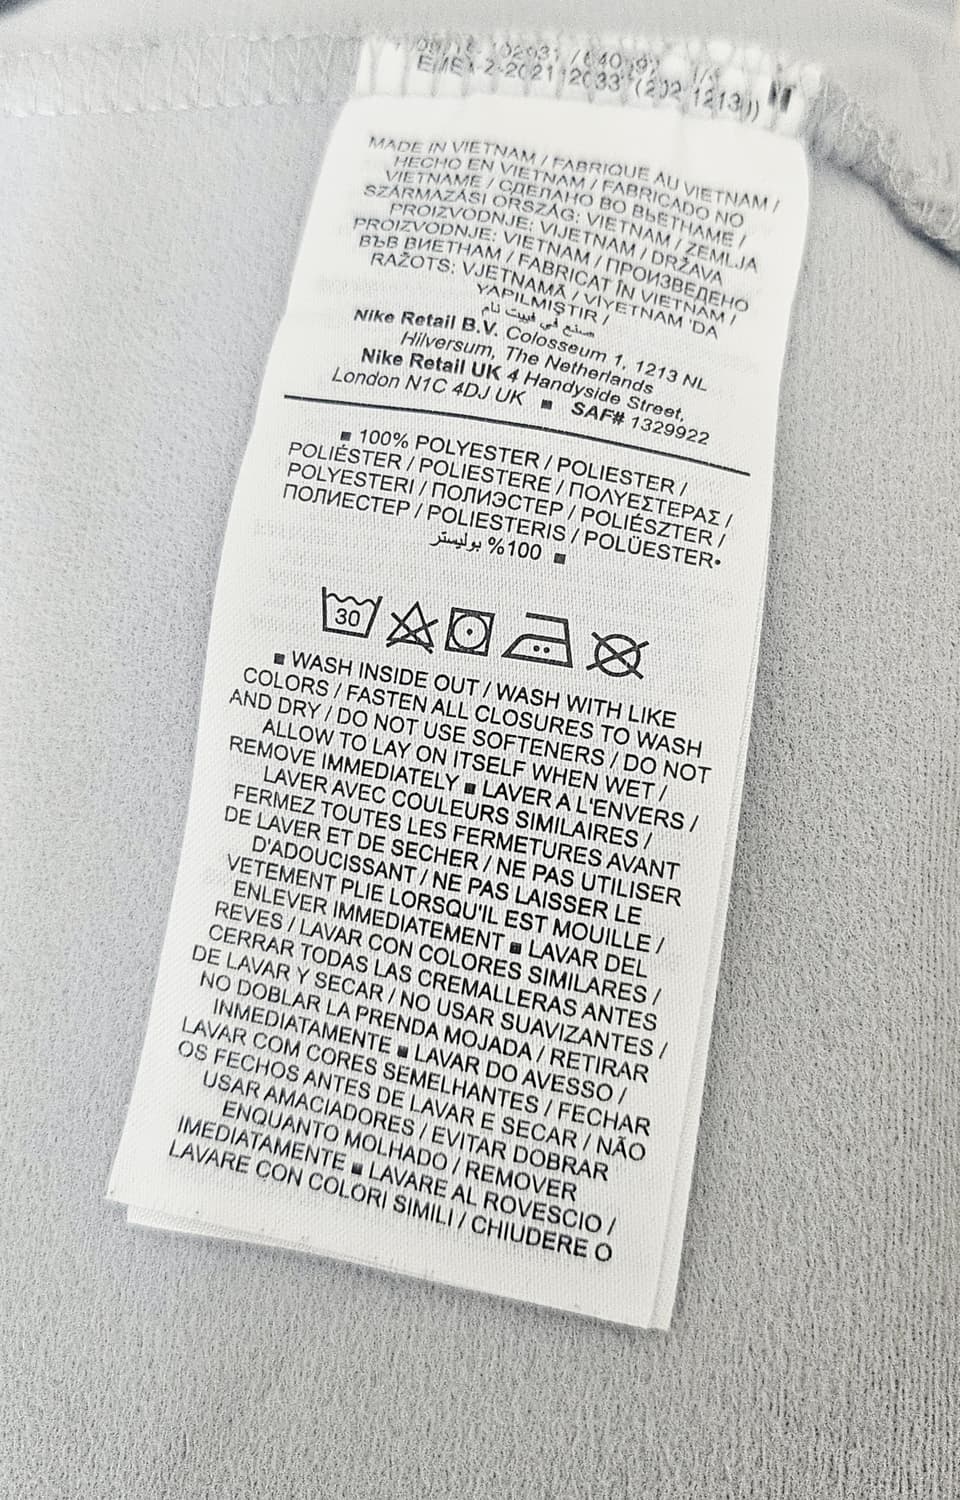 MADE IN VIETNAM / FABRIQUE AU VIETNAM /
HECHO EN VIETNAM / FABRICADO NO
VIETNAME / СДЕЛАНО ВО ВЬЕТНАМЕ /
SZÁRMAZÁSI ORSZÁG: VIETNAM / ZEMLJA
PROIZVODNJE: VIJETNAM / DRŽAVA
PROIZVODNJE: VIETNAM / ПРОИЗВЕДЕНО
ВЪВ ВИЕТНАМ / FABRICAT ÎN VIETNAM /
RAŽOTS: VJETNAMĀ / VIYETNAM 'DA
YAPILMIŞTIR /
صنع في فييت نام
Nike Retail B.V. Colosseum 1, 1213 NL
Hilversum, The Netherlands
Nike Retail UK 4 Handyside Street,
London N1C 4DJ UK ■ SAF# 1329922
■ 100% POLYESTER / POLIESTER /
POLIÉSTER / POLIESTERE / ΠΟΛΥΕΣΤΕΡΑΣ /
POLYESTERI / ПОЛИЭСТЕР / POLIÉSZTER /
ПОЛИЕСТЕР / POLIESTERIS / POLÜESTER•
100% بوليستر ■
30
■ WASH INSIDE OUT / WASH WITH LIKE
COLORS / FASTEN ALL CLOSURES TO WASH
AND DRY / DO NOT USE SOFTENERS / DO NOT
ALLOW TO LAY ON ITSELF WHEN WET /
REMOVE IMMEDIATELY ■ LAVER A L'ENVERS /
LAVER AVEC COULEURS SIMILAIRES /
FERMEZ TOUTES LES FERMETURES AVANT
DE LAVER ET DE SECHER / NE PAS UTILISER
D'ADOUCISSANT / NE PAS LAISSER LE
VETEMENT PLIE LORSQU'IL EST MOUILLE /
ENLEVER IMMEDIATEMENT ■ LAVAR DEL
REVES / LAVAR CON COLORES SIMILARES /
CERRAR TODAS LAS CREMALLERAS ANTES
DE LAVAR Y SECAR / NO USAR SUAVIZANTES /
NO DOBLAR LA PRENDA MOJADA / RETIRAR
INMEDIATAMENTE ■ LAVAR DO AVESSO /
LAVAR COM CORES SEMELHANTES / FECHAR
OS FECHOS ANTES DE LAVAR E SECAR / NÃO
USAR AMACIADORES / EVITAR DOBRAR
ENQUANTO MOLHADO / REMOVER
IMEDIATAMENTE ■ LAVARE AL ROVESCIO /
LAVARE CON COLORI SIMILI / CHIUDERE O